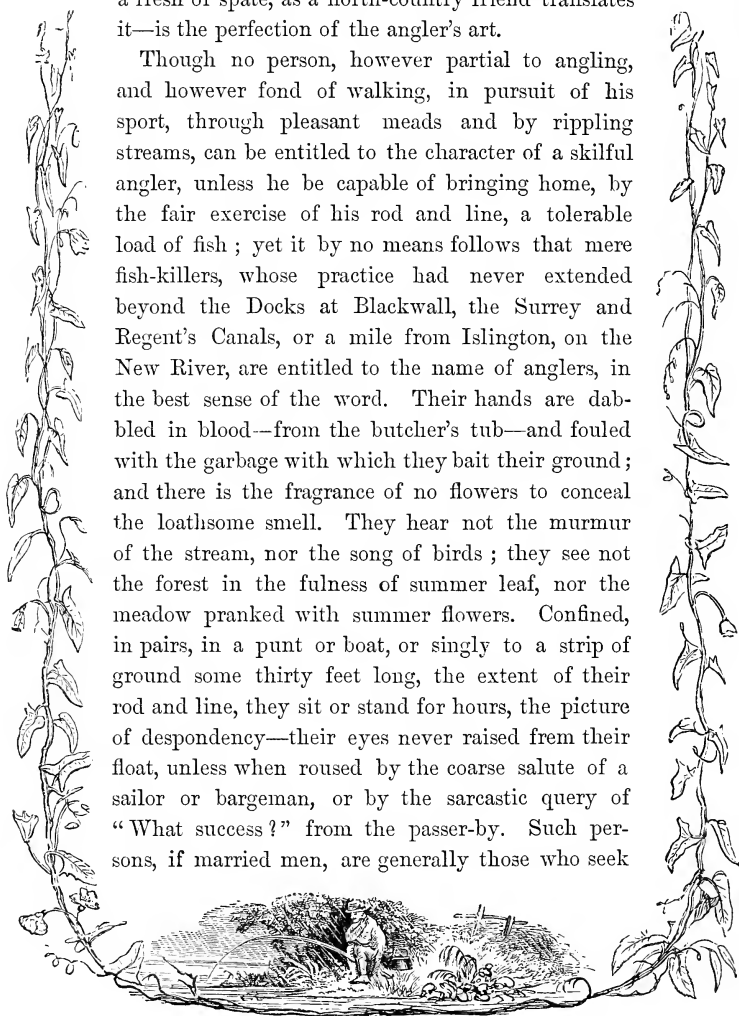 a fresh or spate, as a north-country friend translates
it—is the perfection of the angler's art.
Though no person, however partial to angling,
and however fond of walking, in pursuit of his
sport, through pleasant meads and by rippling
streams, can be entitled to the character of a skilful
angler, unless he be capable of bringing home, by
the fair exercise of his rod and line, a tolerable
load of fish ; yet it by no means follows that mere
fish-killers, whose practice had never extended
beyond the Docks at Blackwall, the Surrey and
Regent's Canals, or a mile from Islington, on the
New River, are entitled to the name of anglers, in
the best sense of the word. Their hands are dab-
bled in blood—from the butcher's tub—and fouled
with the garbage with which they bait their ground ;
and there is the fragrance of no flowers to conceal
the loathsome smell. They hear not the murmur
of the stream, nor the song of birds ; they see not
the forest in the fulness of summer leaf, nor the
meadow pranked with summer flowers. Confined,
in pairs, in a punt or boat, or singly to a strip of
ground some thirty feet long, the extent of their
rod and line, they sit or stand for hours, the picture
of despondency—their eyes never raised frem their
float, unless when roused by the coarse salute of a
sailor or bargeman, or by the sarcastic query of
“ What success ? ” from the passer-by. Such per-
sons, if married men, are generally those who seek